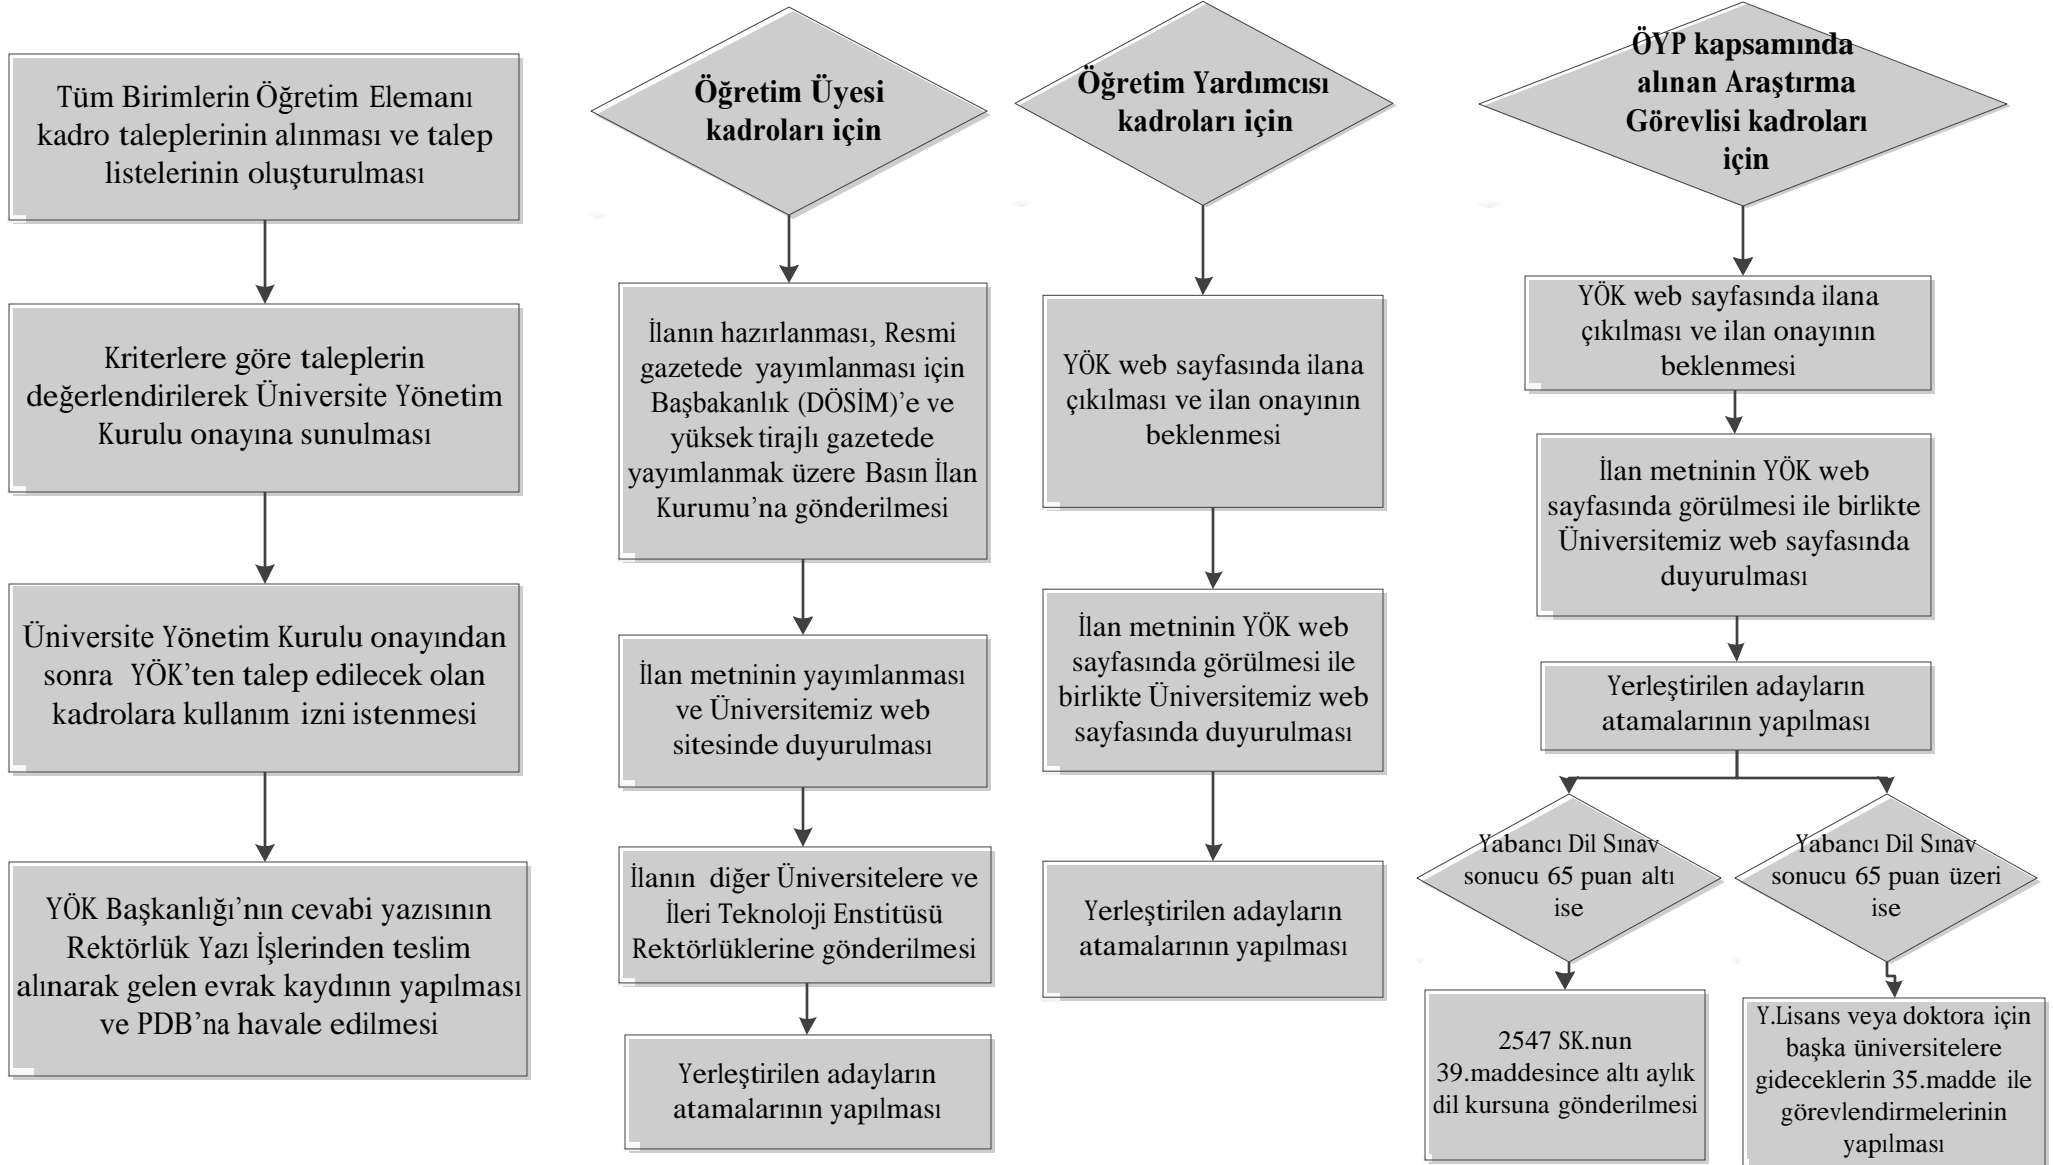 Tüm Birimlerin Öğretim Elemanı
kadro taleplerinin alınması ve talep
listelerinin oluşturulması
Kriterlere göre taleplerin
değerlendirilerek Üniversite Yönetim
Kurulu onayına sunulması
Üniversite Yönetim Kurulu onayından
sonra YÖK’ten talep edilecek olan
kadrolara kullanım izni istenmesi
YÖK Başkanlığı’nın cevabi yazısının
Rektörlük Yazı İşlerinden teslim
alınarak gelen evrak kaydının yapılması
ve PDB’na havale edilmesi
Öğretim Üyesi
kadroları için
İlanın hazırlanması, Resmi
gazetede yayımlanması için
Başbakanlık (DÖSİM)’e ve
yüksek tirajlı gazetede
yayımlanmak üzere Basın İlan
Kurumu’na gönderilmesi
İlan metninin yayımlanması
ve Üniversitemiz web
sitesinde duyurulması
İlanın diğer Üniversitelere ve
İleri Teknoloji Enstitüsü
Rektörlüklerine gönderilmesi
Yerleştirilen adayların
atamalarının yapılması
Öğretim Yardımcısı
kadroları için
YÖK web sayfasında ilana
çıkılması ve ilan onayının
beklenmesi
İlan metninin YÖK web
sayfasında görülmesi ile
birlikte Üniversitemiz web
sayfasında duyurulması
Yerleştirilen adayların
atamalarının yapılması
ÖYP kapsamında
alınan Araştırma
Görevlisi kadroları
için
YÖK web sayfasında ilana
çıkılması ve ilan onayının
beklenmesi
İlan metninin YÖK web
sayfasında görülmesi ile birlikte
Üniversitemiz web sayfasında
duyurulması
Yerleştirilen adayların
atamalarının yapılması
Yabancı Dil Sınav
sonucu 65 puan altı
ise
2547 SK.nun
39.maddesince altı aylık
dil kursuna gönderilmesi
Yabancı Dil Sınav
sonucu 65 puan üzeri
ise
Y.Lisans veya doktora için
başka üniversitelere
gideceklerin 35.madde ile
görevlendirmelerinin
yapılması